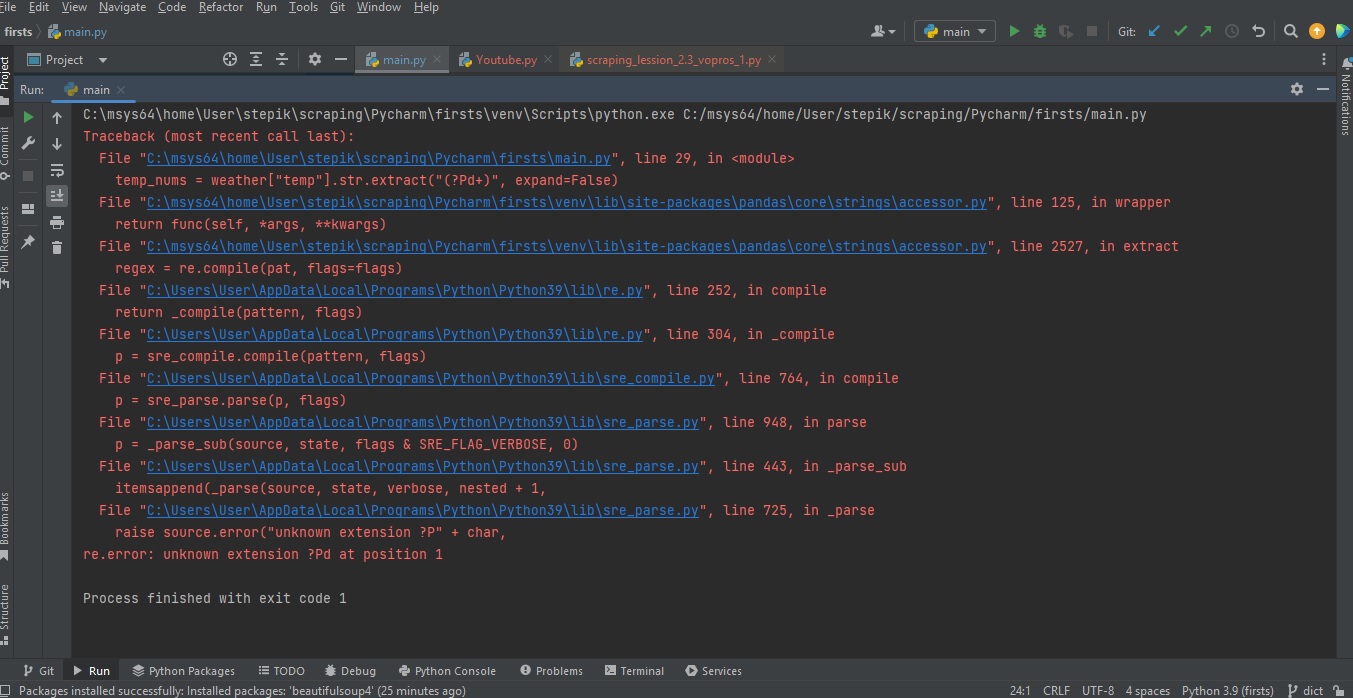 File Edit View Navigate Code Refactor Run Tools Git Window Help
firsts main.py main Git:
Project main.py Youtube.py scraping_lession_2.3_vopros_1.py
Run: main
C:\msys64\home\User\stepik\scraping\Pycharm\firsts\venv\Scripts\python.exe C:/msys64/home/User/stepik/scraping/Pycharm/firsts/main.py
Traceback (most recent call last):
File "C:\msys64\home\User\stepik\scraping\Pycharm\firsts\main.py", line 29, in <module>
temp_nums = weather["temp"].str.extract("(?Pd+)", expand=False)
File "C:\msys64\home\User\stepik\scraping\Pycharm\firsts\venv\lib\site-packages\pandas\core\strings\accessor.py", line 125, in wrapper
return func(self, *args, **kwargs)
File "C:\msys64\home\User\stepik\scraping\Pycharm\firsts\venv\lib\site-packages\pandas\core\strings\accessor.py", line 2527, in extract
regex = re.compile(pat, flags=flags)
File "C:\Users\User\AppData\Local\Programs\Python\Python39\lib\re.py", line 252, in compile
return _compile(pattern, flags)
File "C:\Users\User\AppData\Local\Programs\Python\Python39\lib\re.py", line 304, in _compile
p = sre_compile.compile(pattern, flags)
File "C:\Users\User\AppData\Local\Programs\Python\Python39\lib\sre_compile.py", line 764, in compile
p = sre_parse.parse(p, flags)
File "C:\Users\User\AppData\Local\Programs\Python\Python39\lib\sre_parse.py", line 948, in parse
p = _parse_sub(source, state, flags & SRE_FLAG_VERBOSE, 0)
File "C:\Users\User\AppData\Local\Programs\Python\Python39\lib\sre_parse.py", line 443, in _parse_sub
itemsappend(_parse(source, state, verbose, nested + 1,
File "C:\Users\User\AppData\Local\Programs\Python\Python39\lib\sre_parse.py", line 725, in _parse
raise source.error("unknown extension ?P" + char,
re.error: unknown extension ?Pd at position 1
Process finished with exit code 1
Project
Commit
Pull Requests
Bookmarks
Structure
Notifications
Git Run Python Packages TODO Debug Python Console Problems Terminal Services
Packages installed successfully: Installed packages: 'beautifulsoup4' (25 minutes ago) 24:1 CRLF UTF-8 4 spaces Python 3.9 (firsts) dict